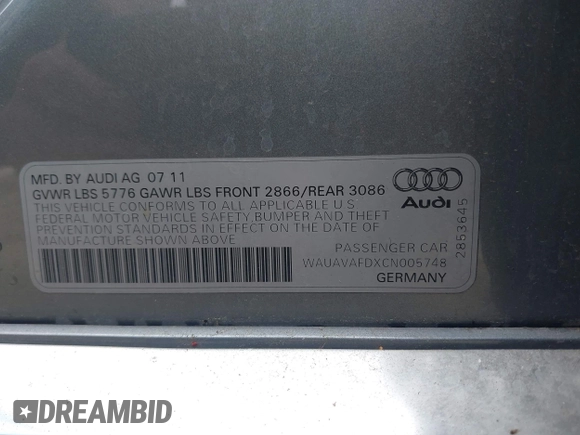 MFD. BY AUDI AG 07 11
GVWR LBS 5776 GAWR LBS FRONT 2866/REAR 3086
THIS VEHICLE CONFORMS TO ALL APPLICABLE U S
FEDERAL MOTOR VEHICLE SAFETY BUMPER AND THEFT
PREVENTION STANDARDS IN EFFECT ON THE DATE OF
MANUFACTURE SHOWN ABOVE
Audi
2853645
PASSENGER CAR
WAUAVAFDXCN005748
GERMANY
DREAMBID